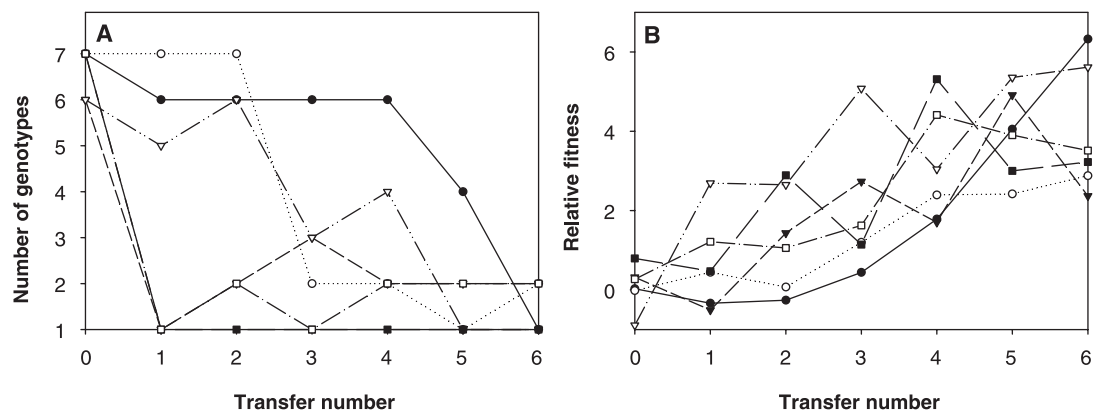 A
7
6
5
4
3
2
1
0 1 2 3 4 5 6
Number of genotypes
Transfer number
B
6
4
2
0
0 1 2 3 4 5 6
Relative fitness
Transfer number